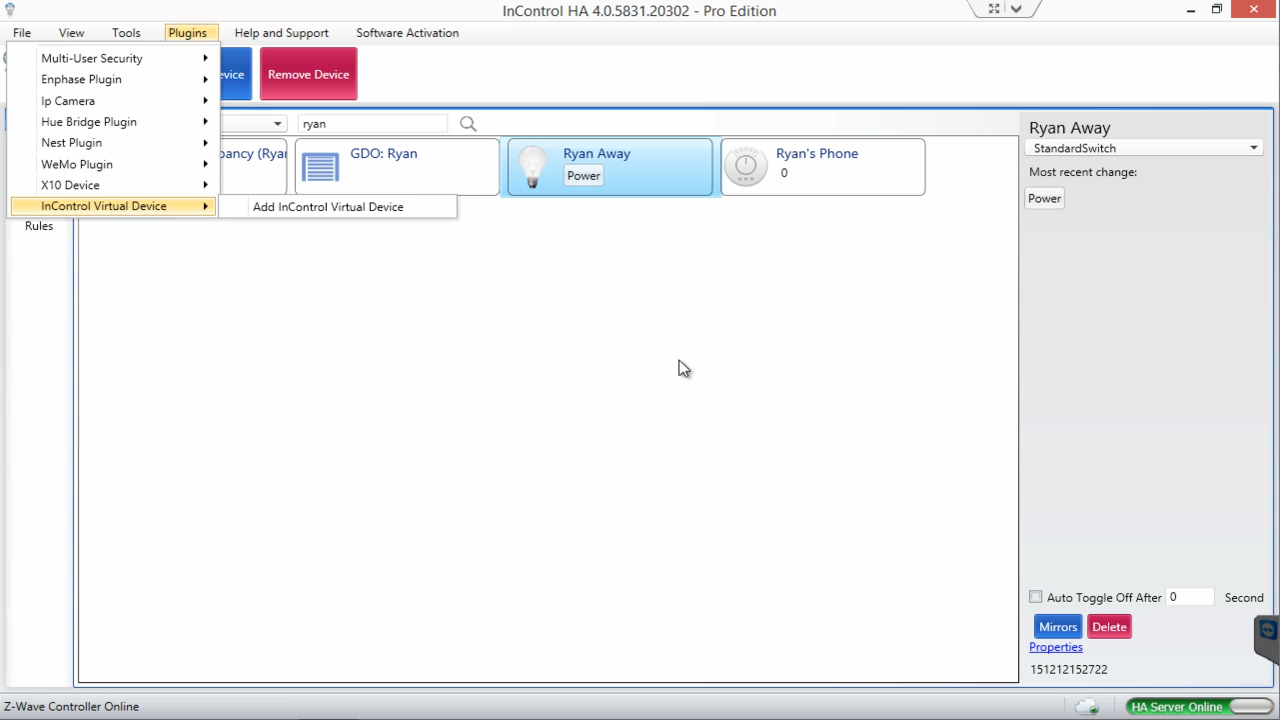 InControl HA 4.0.5831.20302 - Pro Edition
File View Tools Plugins Help and Support Software Activation
Multi-User Security
Enphase Plugin
Ip Camera
Hue Bridge Plugin
Nest Plugin
WeMo Plugin
X10 Device
InControl Virtual Device
Add InControl Virtual Device
Rules
evice
Remove Device
ryan
pancy (Ryan
GDO: Ryan
Ryan Away
Power
Ryan's Phone
0
Ryan Away
StandardSwitch
Most recent change:
Power
Auto Toggle Off After 0 Second
Mirrors Delete
Properties
151212152722
Z-Wave Controller Online
HA Server Online